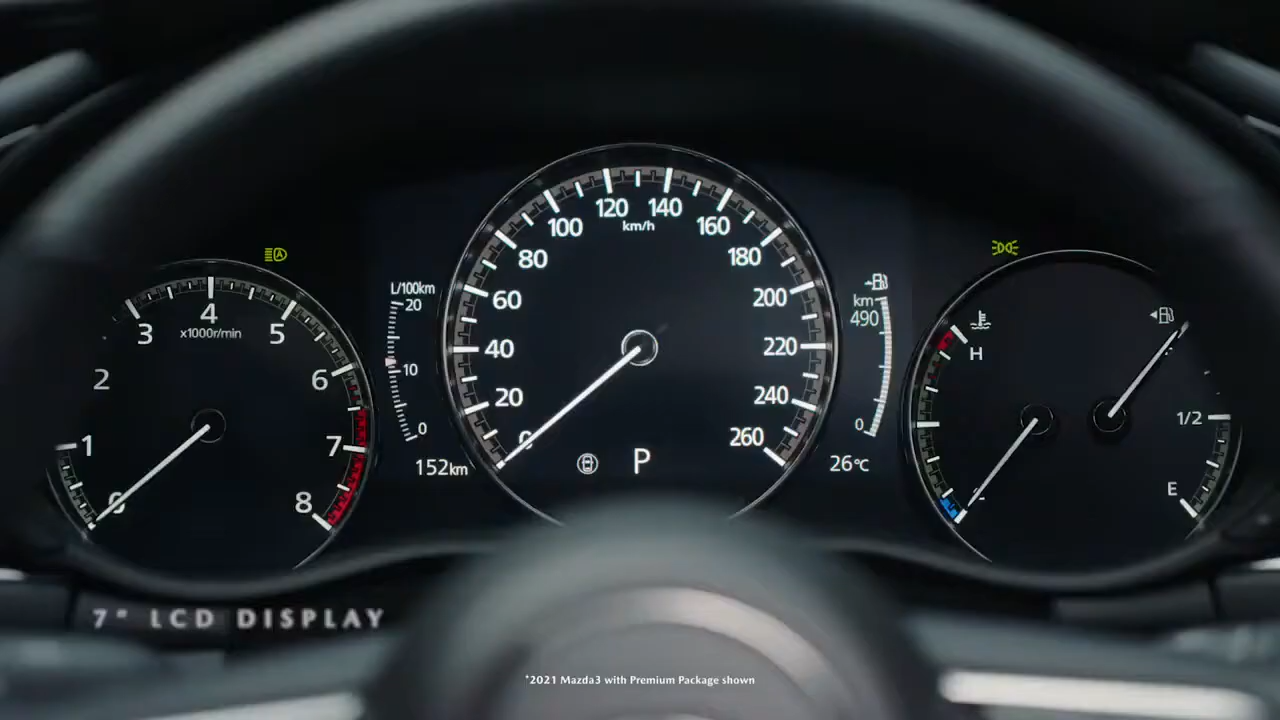 L/100km
20
10
0
152km
3
4
5
x1000r/min
2
6
1
7
0
8
100
120
140
160
km/h
80
180
60
200
40
220
20
240
0
260
P
km
490
0
26°C
H
1/2
E
7" LCD DISPLAY
*2021 Mazda3 with Premium Package shown